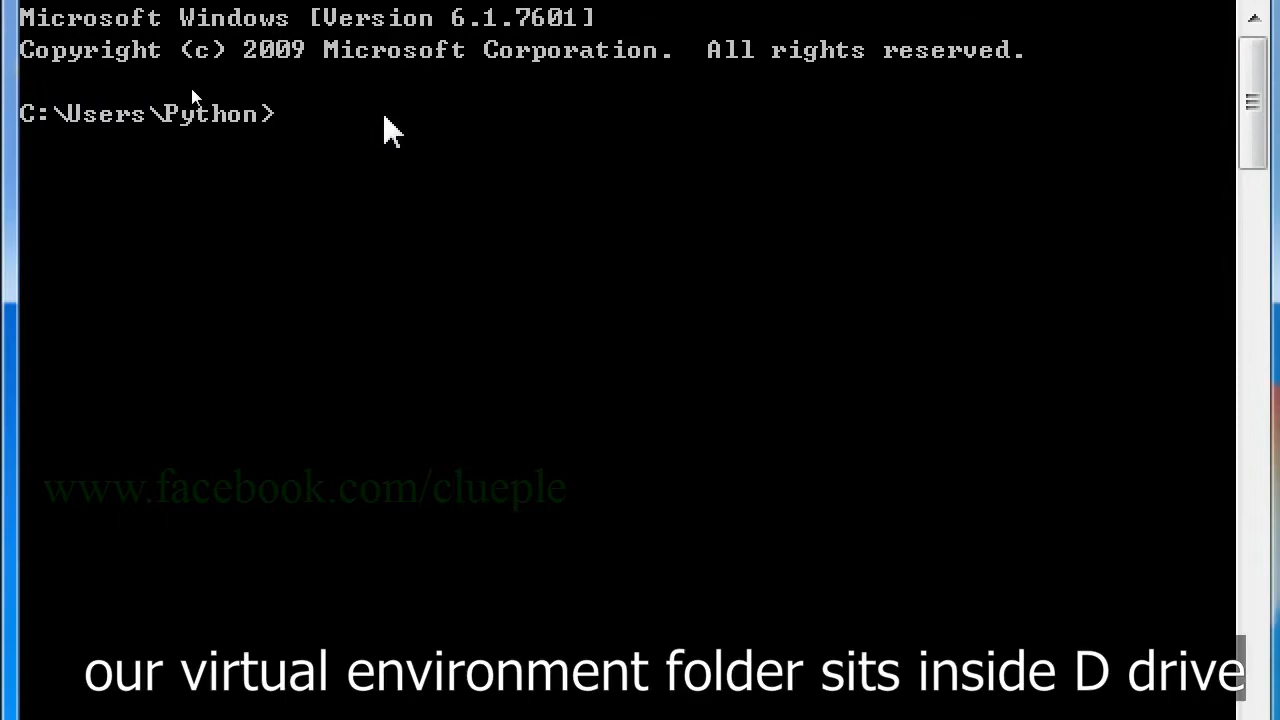 Microsoft Windows [Version 6.1.7601]
Copyright (c) 2009 Microsoft Corporation.  All rights reserved.
C:\Users\Python>
www.facebook.com/clueple
our virtual environment folder sits inside D drive